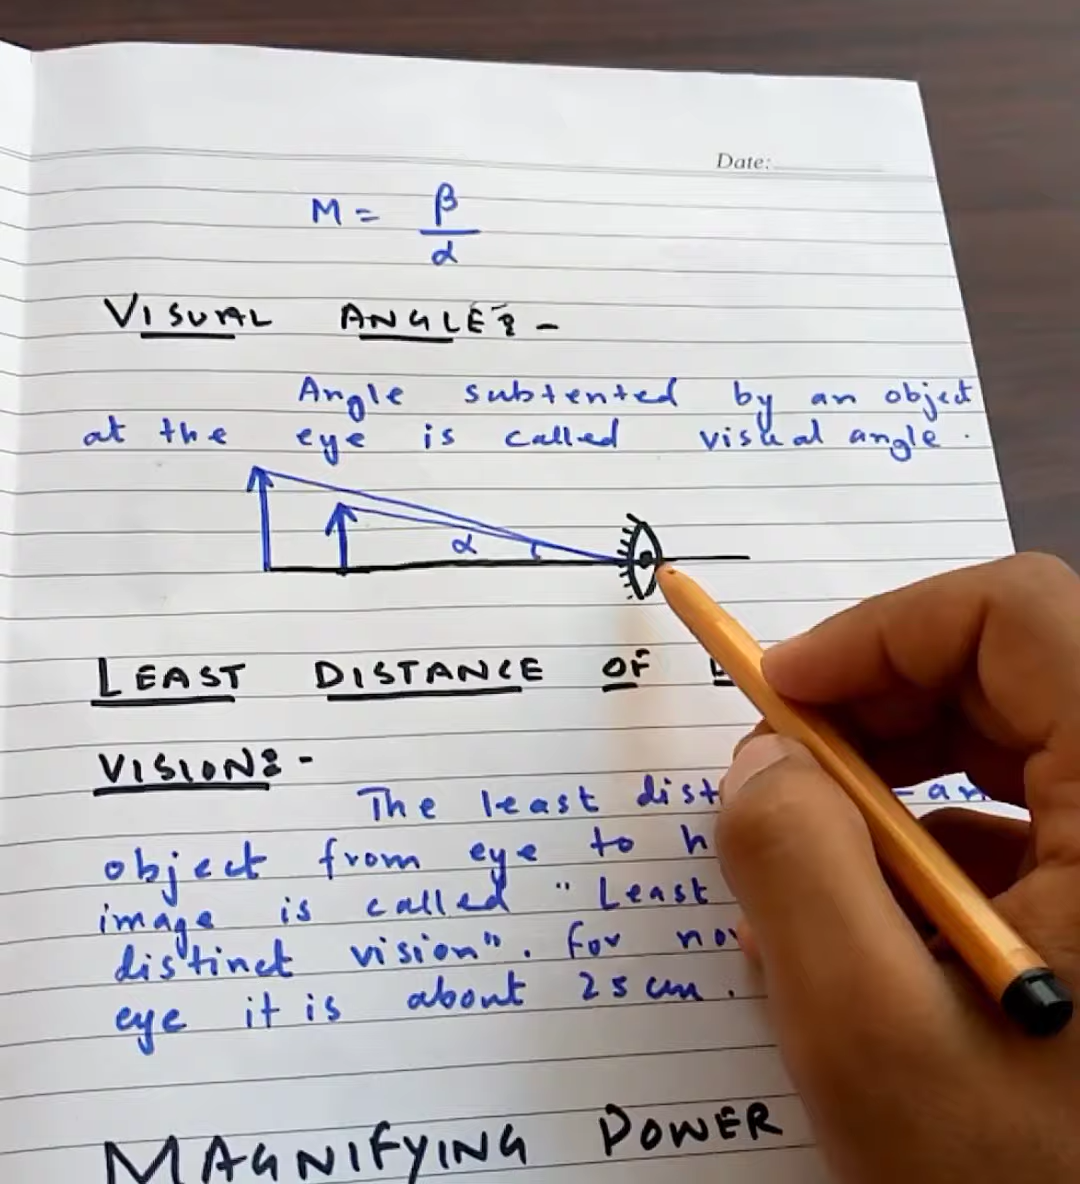 Date:
M = β
α
VISUAL ANGLE:-
Angle subtented by an object
at the eye is called visual angle.
α
LEAST DISTANCE OF
VISION:-
The least
object from eye to
image is called "Least
distinct vision". for
eye it is about 25 cm.
MAGNIFYING POWER